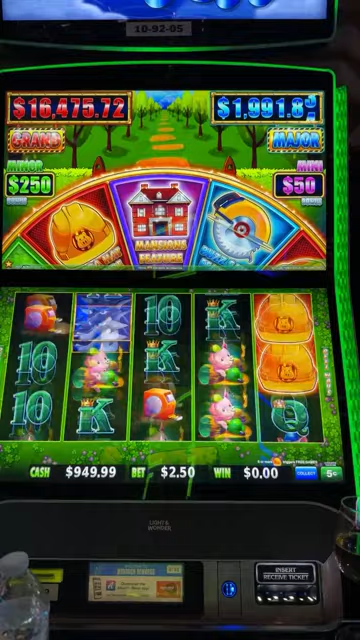 10-92-05
$16,475.72
$1,991.8
GRAND
MAJOR
MINOR
MINI
$250
$50
MANSIONS
FEATURE
10
K
10
K
10
K
Q
CASH $949.99 BET $2.50 WIN $0.00
COLLECT
5¢
LIGHT &
WONDER
INSERT
RECEIVE TICKET